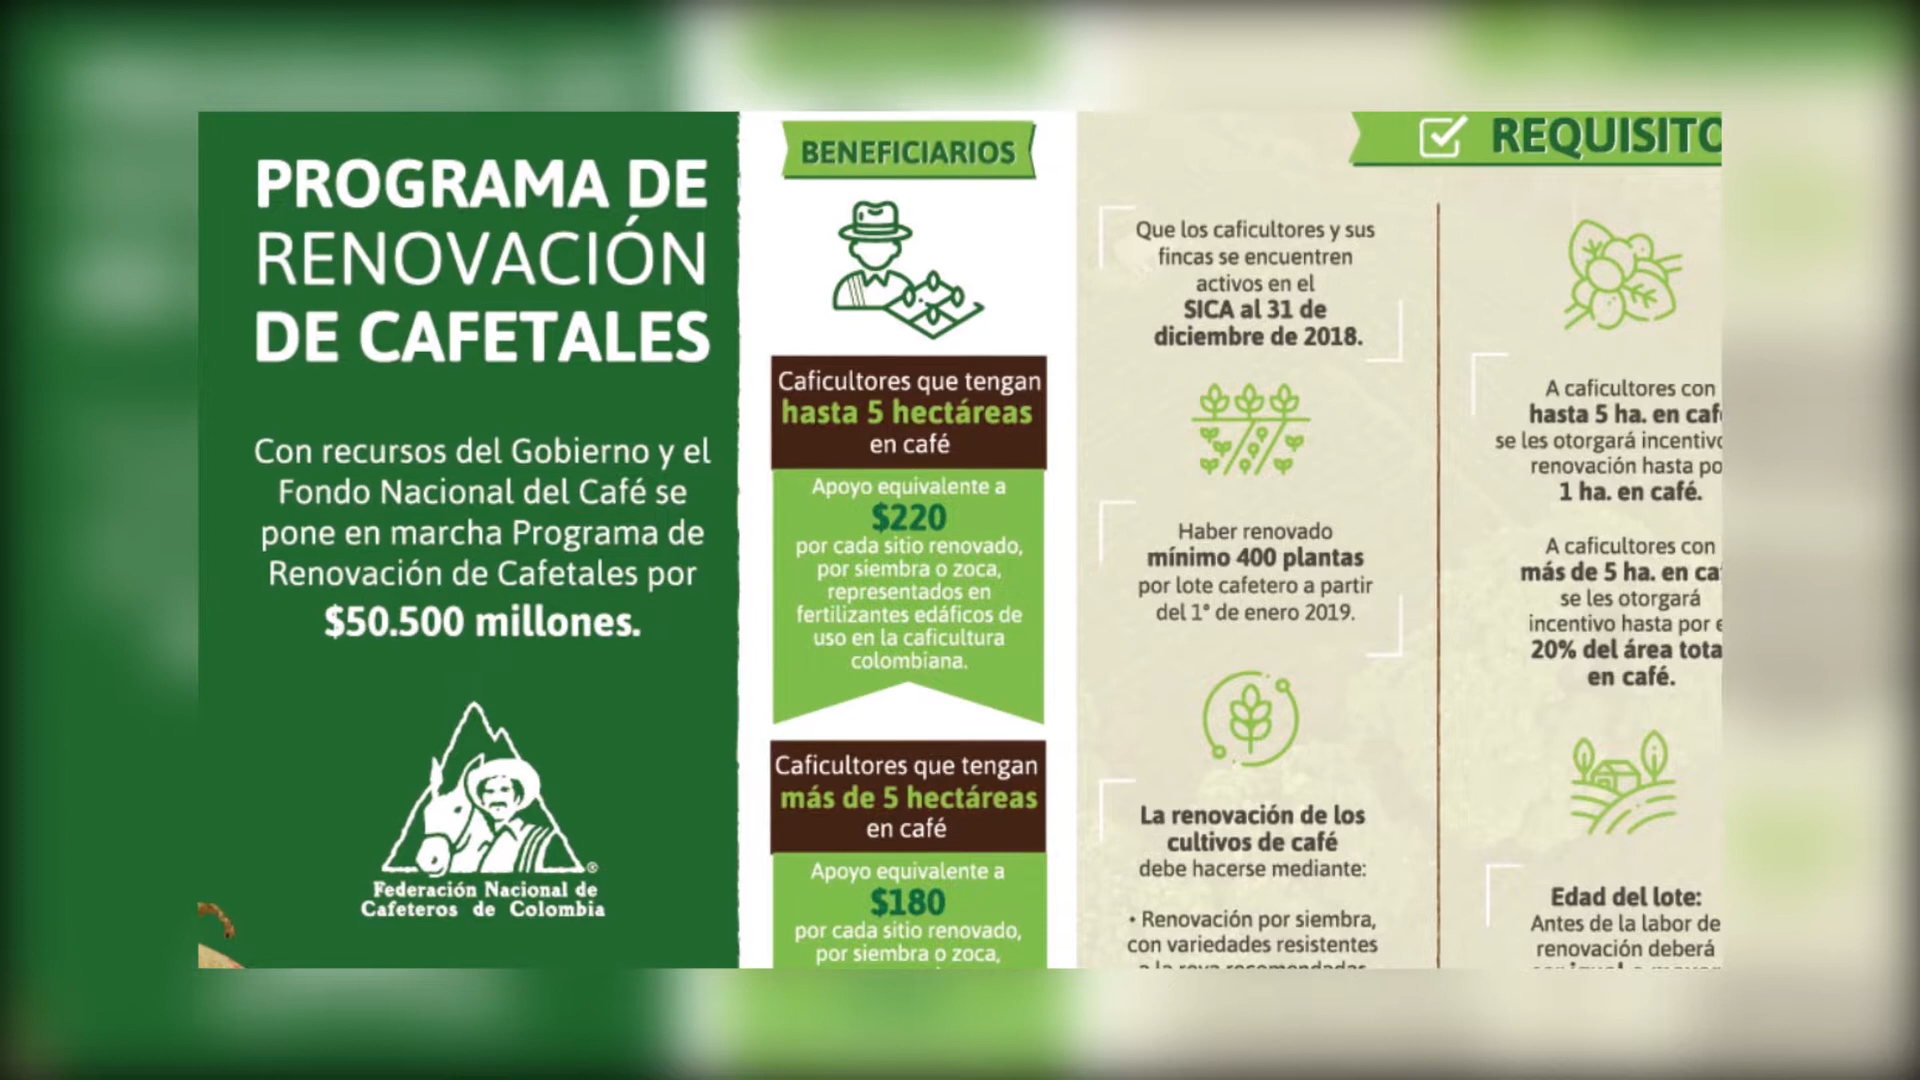 PROGRAMA DE
RENOVACIÓN
DE CAFETALES
Con recursos del Gobierno y el
Fondo Nacional del Café se
pone en marcha Programa de
Renovación de Cafetales por
$50.500 millones.
Federación Nacional de
Cafeteros de Colombia
BENEFICIARIOS
Caficultores que tengan
hasta 5 hectáreas
en café
Apoyo equivalente a
$220
por cada sitio renovado,
por siembra o zoca,
representados en
fertilizantes edáficos de
uso en la caficultura
colombiana.
Caficultores que tengan
más de 5 hectáreas
en café
Apoyo equivalente a
$180
por cada sitio renovado,
por siembra o zoca,
REQUISITO
Que los caficultores y sus
fincas se encuentren
activos en el
SICA al 31 de
diciembre de 2018.
Haber renovado
mínimo 400 plantas
por lote cafetero a partir
del 1° de enero 2019.
La renovación de los
cultivos de café
debe hacerse mediante:
• Renovación por siembra,
con variedades resistentes
A caficultores con
hasta 5 ha. en caf
se les otorgará incentivo
renovación hasta po
1 ha. en café.
A caficultores con
más de 5 ha. en ca
se les otorgará
incentivo hasta por e
20% del área tota
en café.
Edad del lote:
Antes de la labor de
renovación deberá